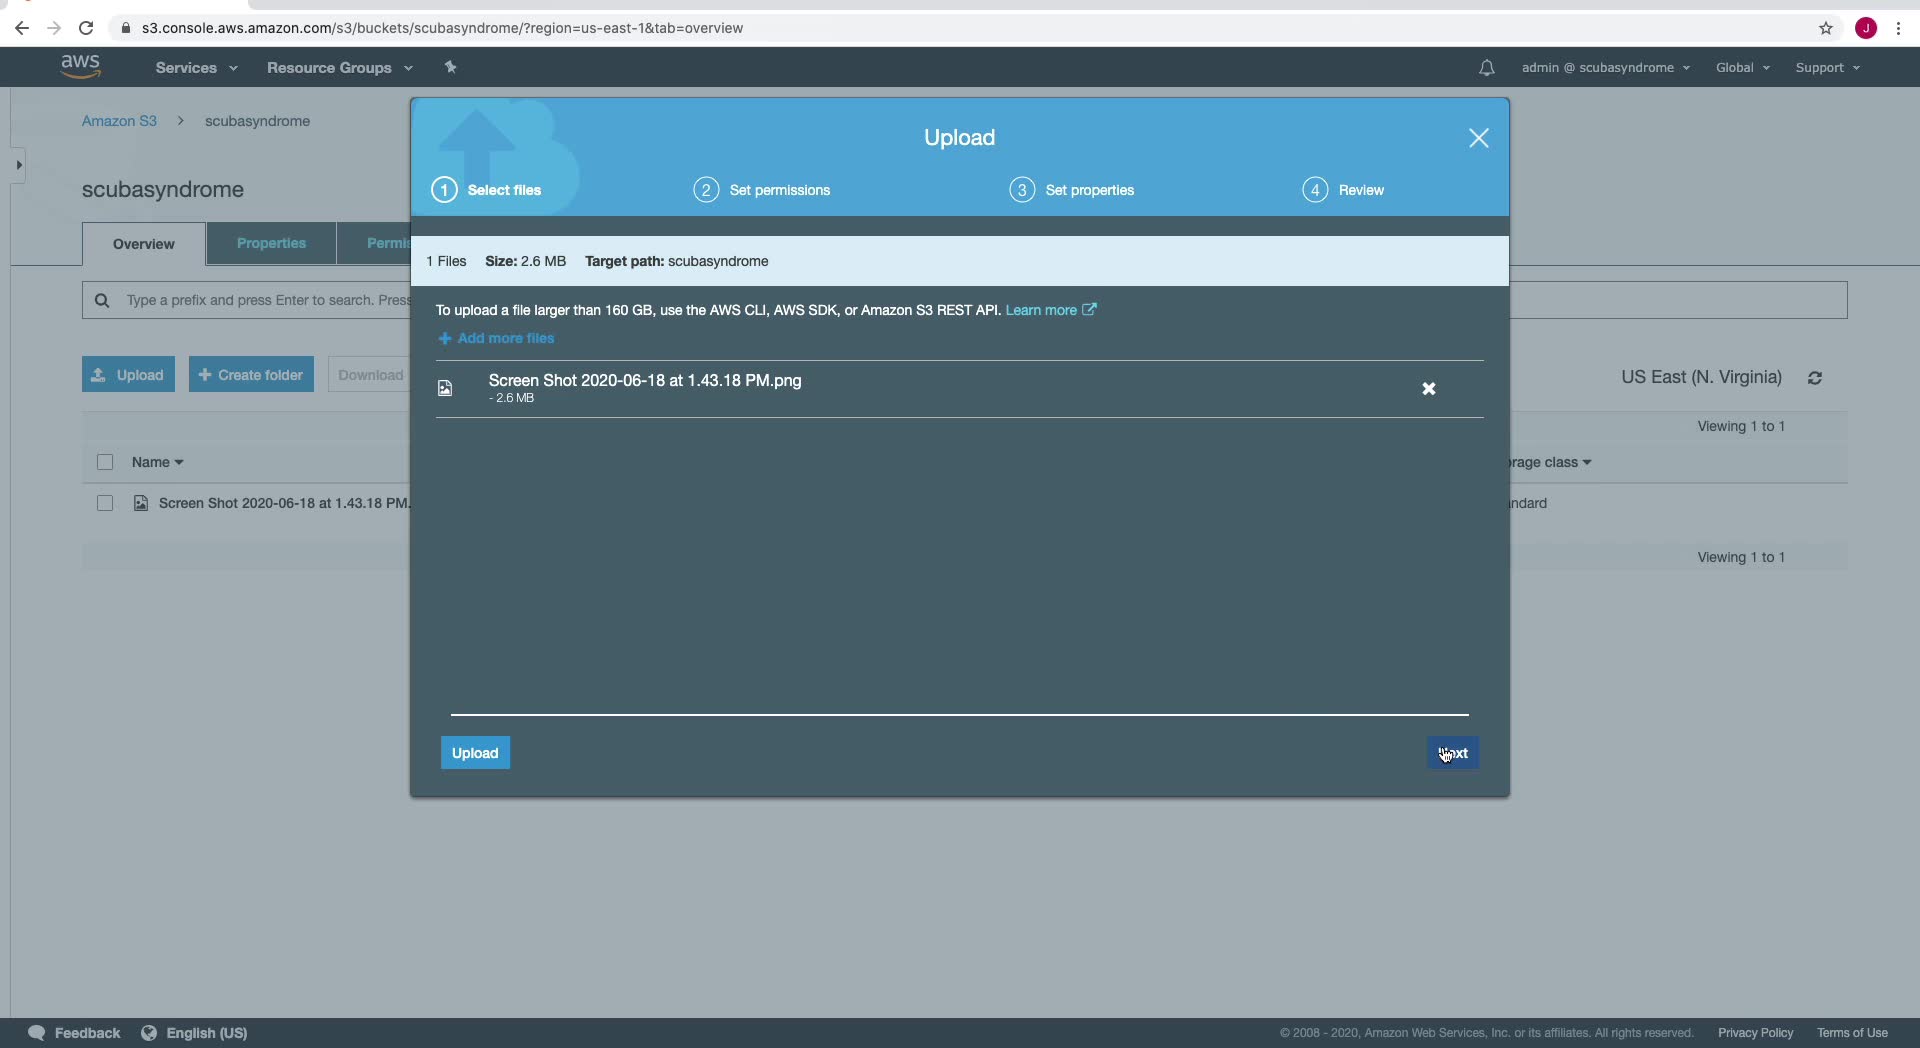 s3.console.aws.amazon.com/s3/buckets/scubasyndrome/?region=us-east-1&tab=overview
J
aws
Services
Resource Groups
admin @ scubasyndrome
Global
Support
Amazon S3 > scubasyndrome
scubasyndrome
Overview
Properties
Permis
Type a prefix and press Enter to search. Press
Upload
Create folder
Download
US East (N. Virginia)
Viewing 1 to 1
Name
rage class
Screen Shot 2020-06-18 at 1.43.18 PM.
ndard
Viewing 1 to 1
Upload
1 Select files
2 Set permissions
3 Set properties
4 Review
1 Files Size: 2.6 MB Target path: scubasyndrome
To upload a file larger than 160 GB, use the AWS CLI, AWS SDK, or Amazon S3 REST API. Learn more
+ Add more files
Screen Shot 2020-06-18 at 1.43.18 PM.png
- 2.6 MB
Upload
Feedback
English (US)
© 2008 - 2020, Amazon Web Services, Inc. or its affiliates. All rights reserved.
Privacy Policy
Terms of Use